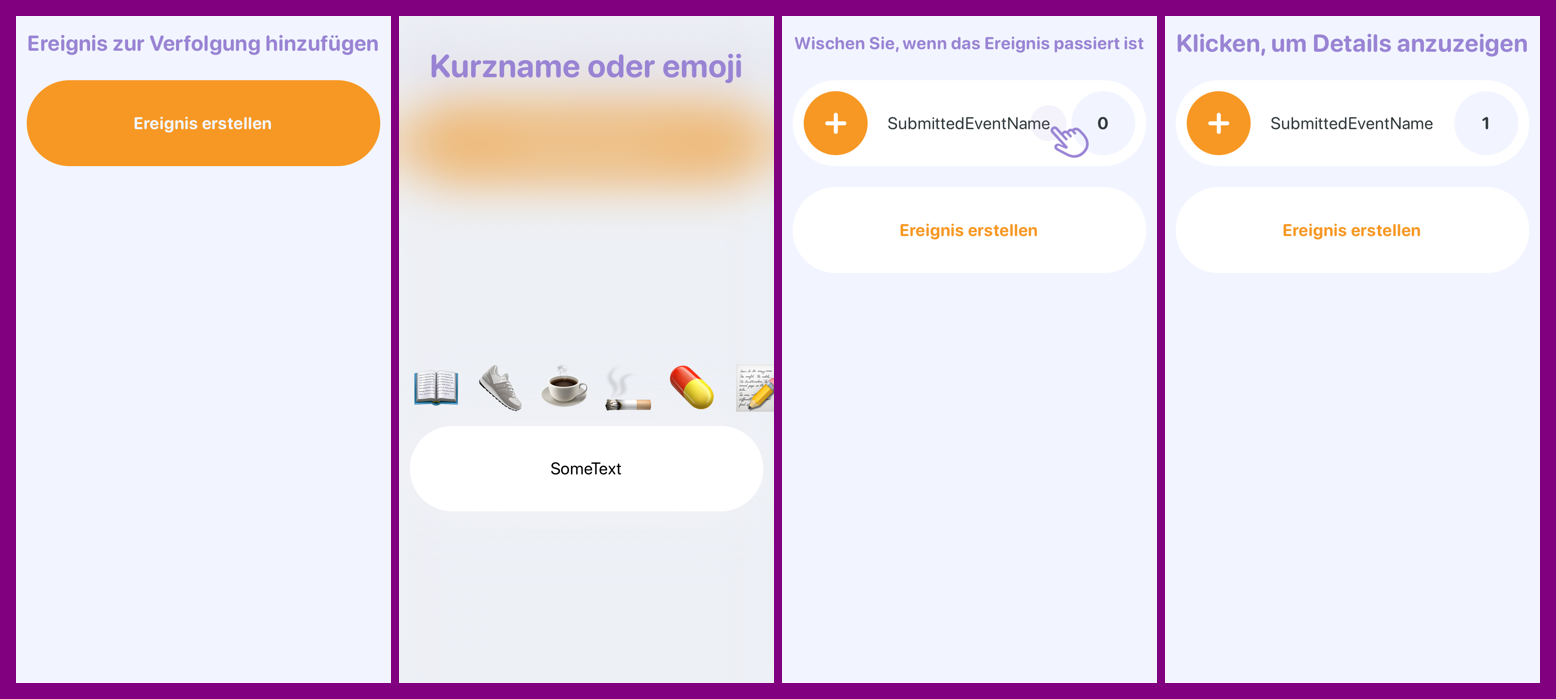 Ereignis zur Verfolgung hinzufügen
Ereignis erstellen
Kurzname oder emoji
SomeText
Wischen Sie, wenn das Ereignis passiert ist
SubmittedEventName
0
Ereignis erstellen
Klicken, um Details anzuzeigen
SubmittedEventName
1
Ereignis erstellen